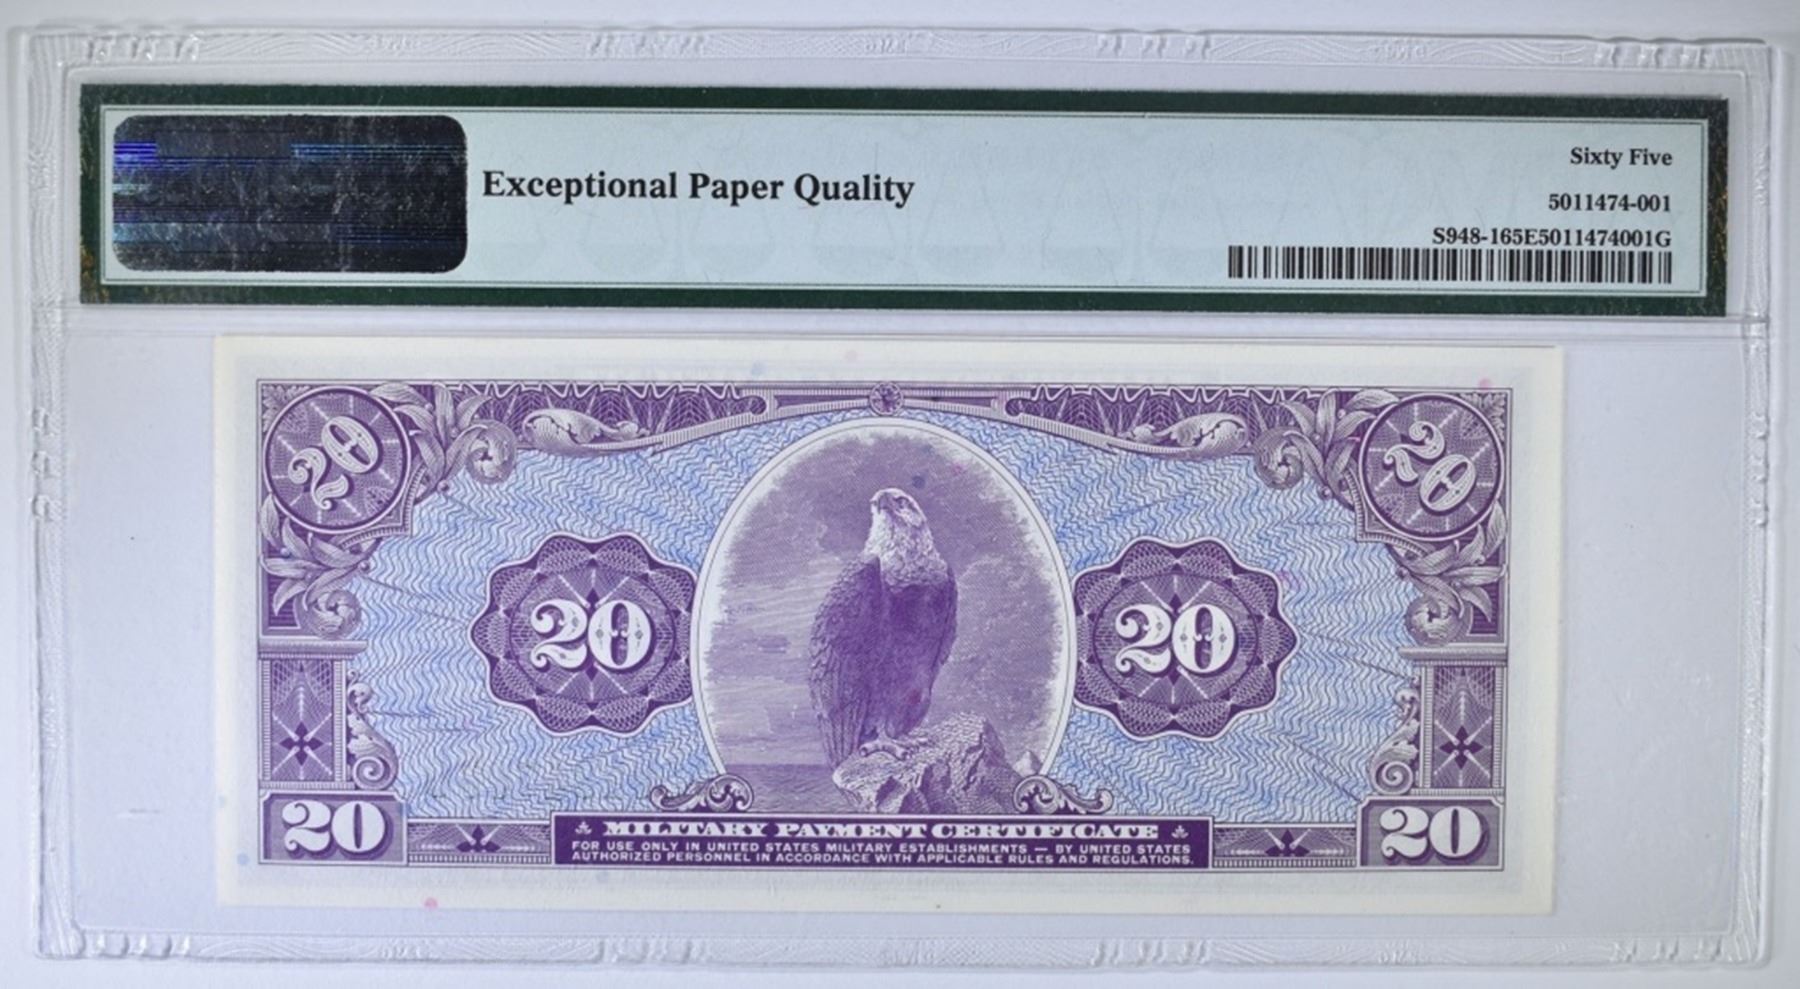 Exceptional Paper Quality
Sixty Five
5011474-001
S948-165E5011474001G
20
20
20
20
20
20
MILITARY PAYMENT CERTIFICATE
FOR USE ONLY IN UNITED STATES MILITARY ESTABLISHMENTS — BY UNITED STATES
AUTHORIZED PERSONNEL IN ACCORDANCE WITH APPLICABLE RULES AND REGULATIONS.